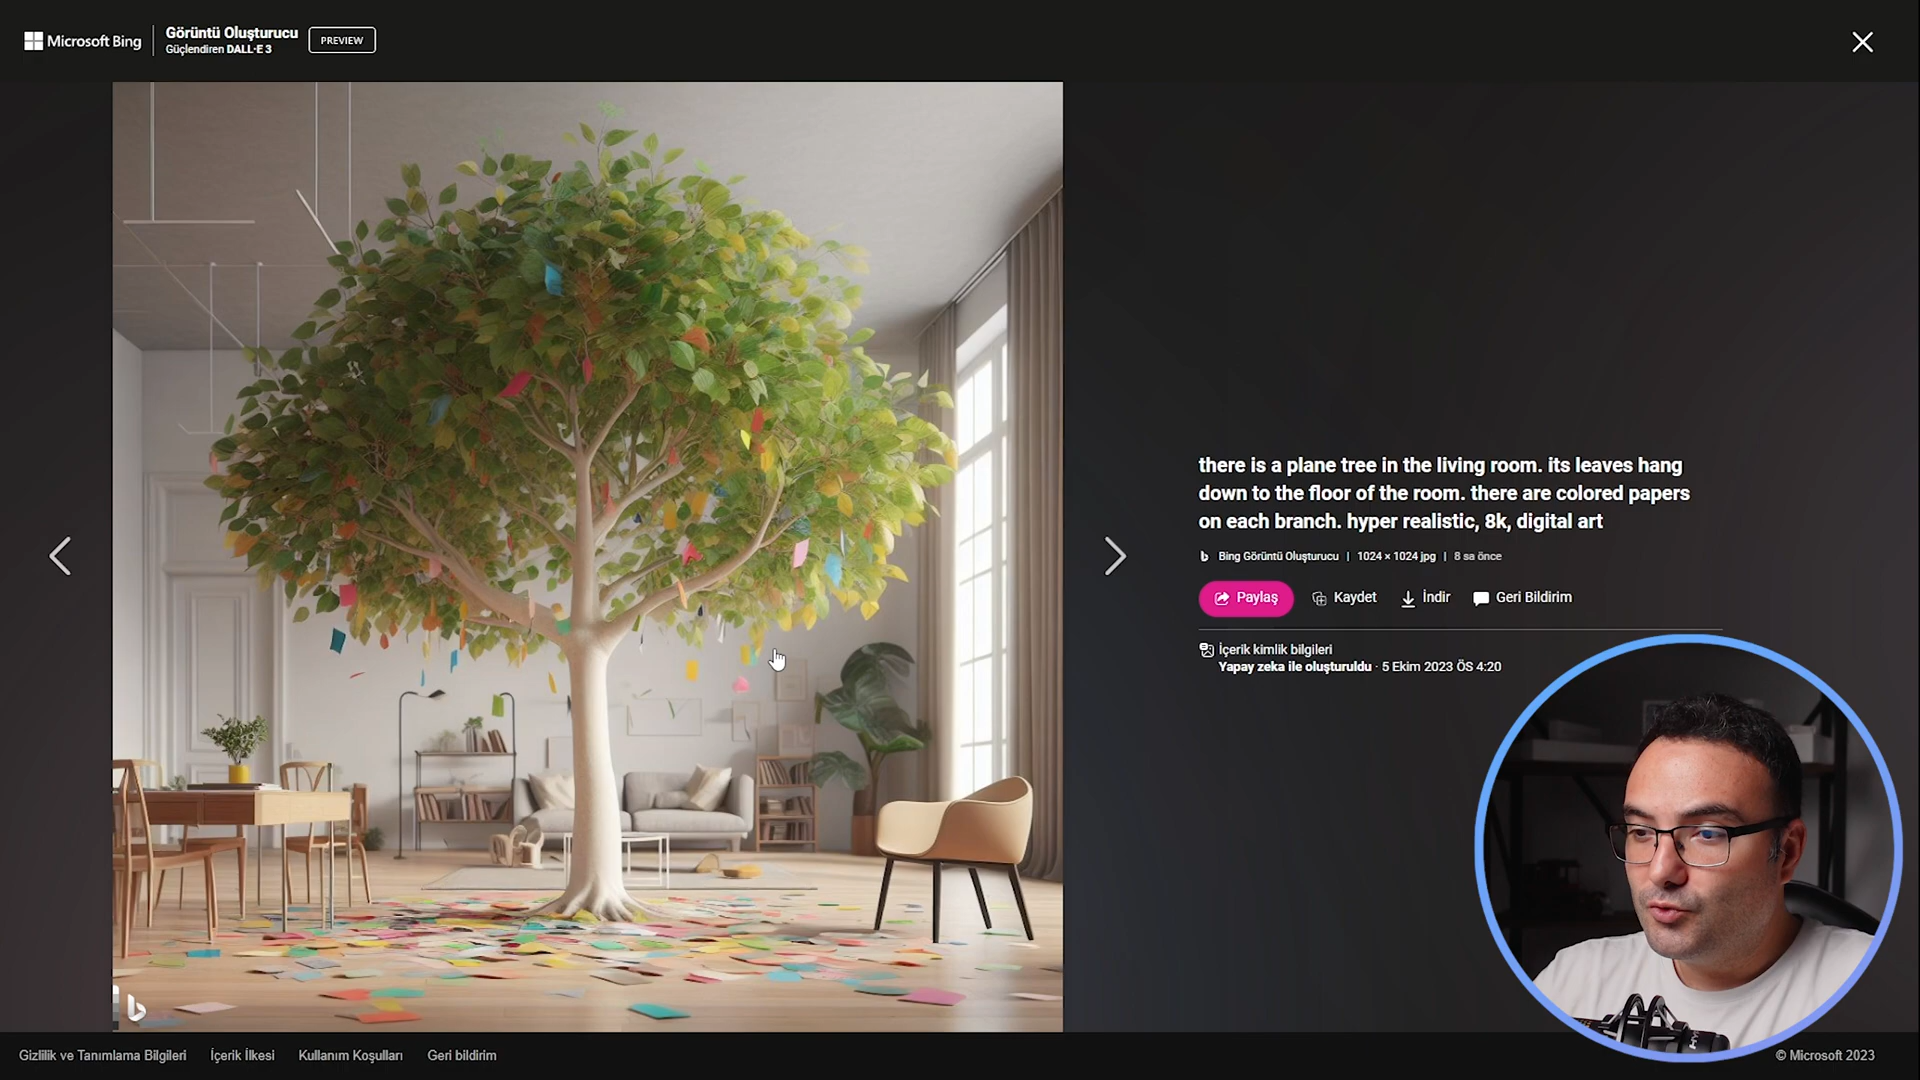 Microsoft Bing
Görüntü Oluşturucu
Güçlendiren DALL·E 3
PREVIEW
there is a plane tree in the living room. its leaves hang
down to the floor of the room. there are colored papers
on each branch. hyper realistic, 8k, digital art
Bing Görüntü Oluşturucu | 1024 × 1024 jpg | 8 sa önce
Paylaş Kaydet İndir Geri Bildirim
İçerik kimlik bilgileri
Yapay zeka ile oluşturuldu · 5 Ekim 2023 ÖS 4:20
Gizlilik ve Tanımlama Bilgileri İçerik İlkesi Kullanım Koşulları Geri bildirim
© Microsoft 2023